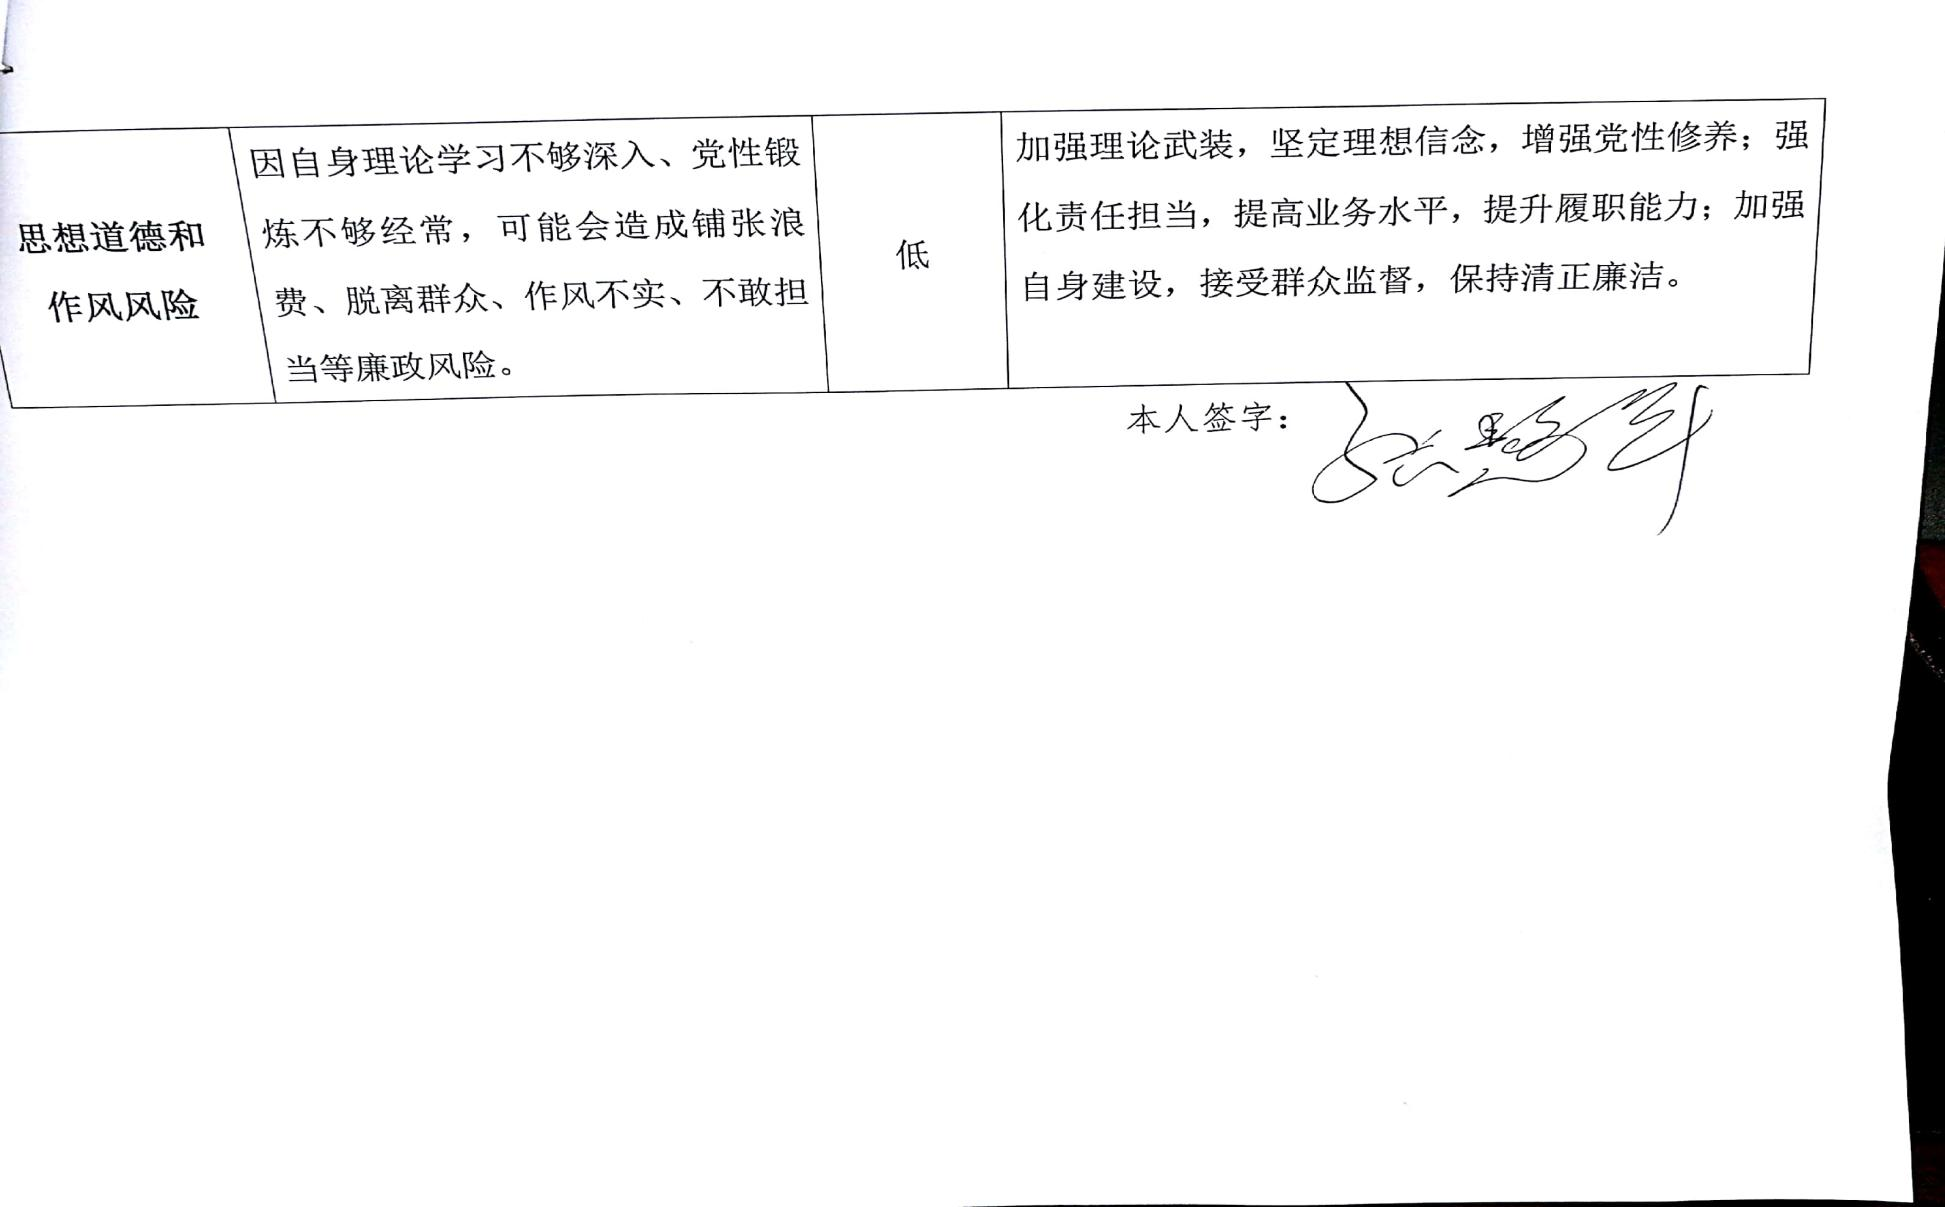 思想道德和
作风风险
因自身理论学习不够深入、党性锻
炼不够经常，可能会造成铺张浪
费、脱离群众、作风不实、不敢担
当等廉政风险。
低
加强理论武装，坚定理想信念，增强党性修养；强
化责任担当，提高业务水平，提升履职能力；加强
自身建设，接受群众监督，保持清正廉洁。
本人签字：